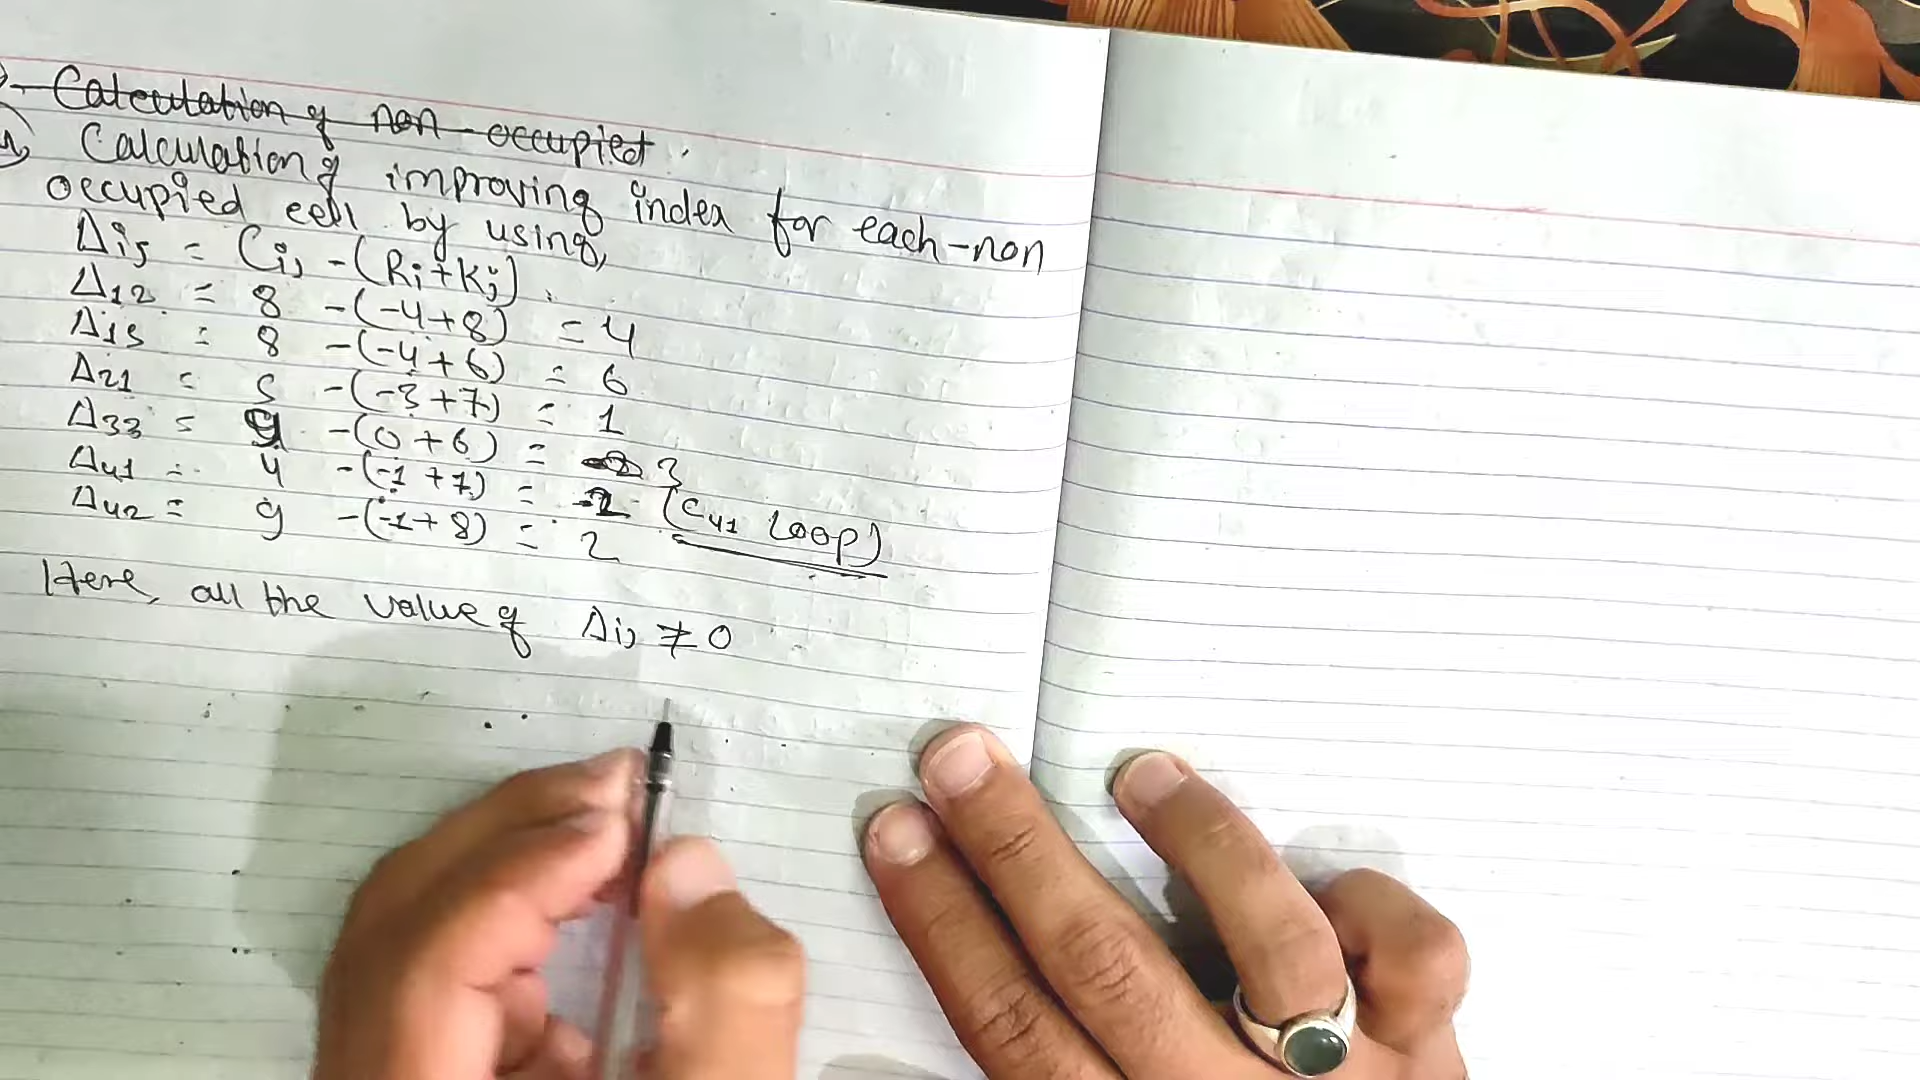 Calculation of non-occupied.
Calculation of improving index for each-non
occupied cell by using,
Δij = Cij - (Ri+Kj).
Δ12 = 8 - (-4+8) = 4
Δ13 = 8 - (-4+6) = 6
Δ21 = 5 - (-3+7) = 1
Δ33 = 9 - (0+6) = 3
Δ41 = 4 - (-1+7) = -2 (C41 Loop)
Δ42 = 9 - (-1+8) = 2
Here, all the value of Δij ≠ 0